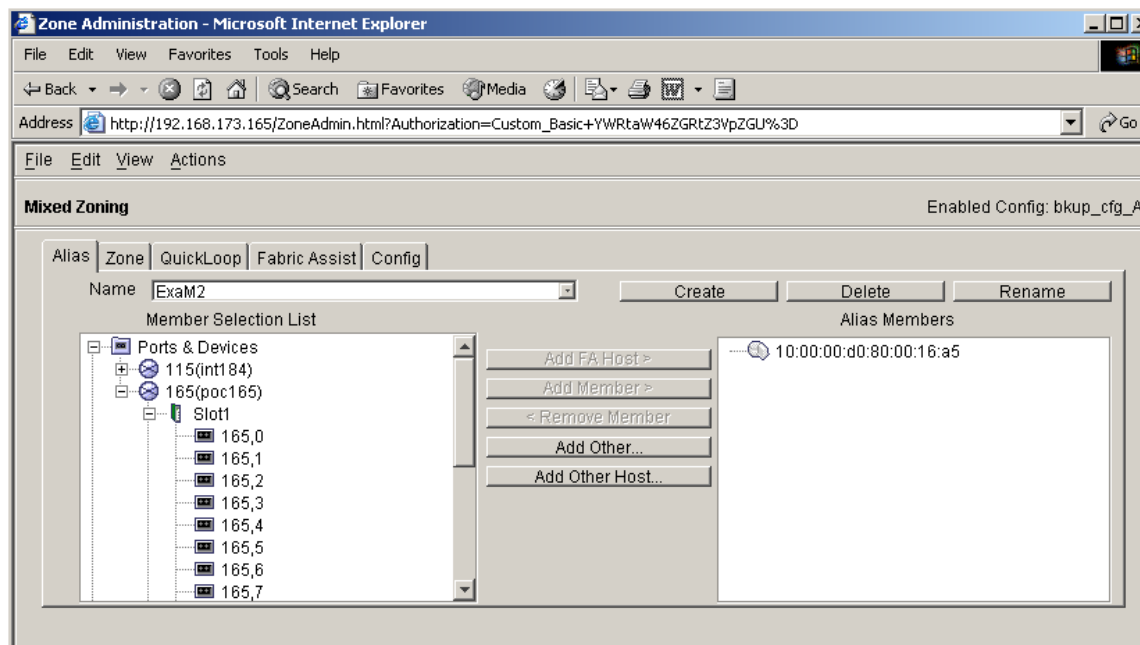 Zone Administration - Microsoft Internet Explorer
File Edit View Favorites Tools Help
Back Search Favorites Media
Address http://192.168.173.165/ZoneAdmin.html?Authorization=Custom_Basic+YWRtaW46ZGRtZ3VpZGU%3D Go
File Edit View Actions
Mixed Zoning Enabled Config: bkup_cfg_A
Alias Zone QuickLoop Fabric Assist Config
Name ExaM2 Create Delete Rename
Member Selection List Alias Members
Ports & Devices
115(int184)
165(poc165)
Slot1
165,0
165,1
165,2
165,3
165,4
165,5
165,6
165,7
Add FA Host >
Add Member >
< Remove Member
Add Other...
Add Other Host...
10:00:00:d0:80:00:16:a5